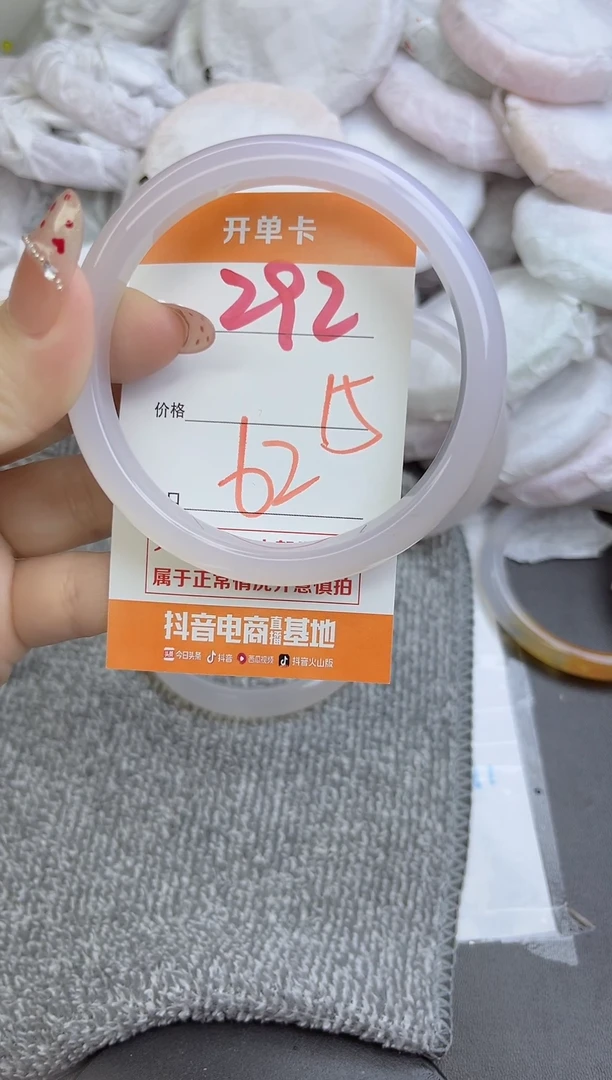 开单卡
292
价格
15
62
属于正常情况介意慎拍
抖音电商直播基地
今日头条 抖音 西瓜视频 抖音火山版